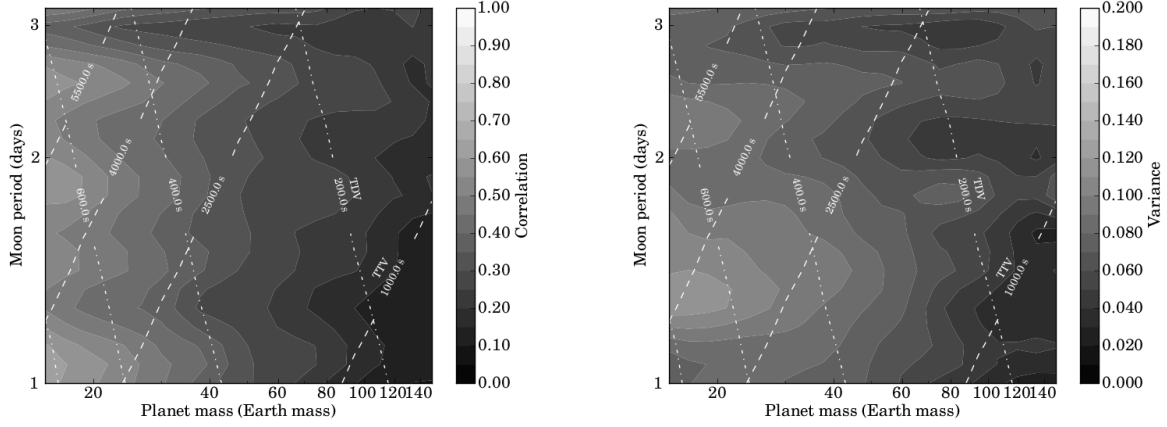 3
2
1
Moon period (days)
20
40
60
80
100
120
140
Planet mass (Earth mass)
5500.0 s
4000.0 s
600.0 s
400.0 s
2500.0 s
200.0 s
TDV
TTV
1000.0 s
1.00
0.90
0.80
0.70
0.60
0.50
0.40
0.30
0.20
0.10
0.00
Correlation
3
2
1
Moon period (days)
20
40
60
80
100
120
140
Planet mass (Earth mass)
5500.0 s
4000.0 s
600.0 s
400.0 s
2500.0 s
200.0 s
TDV
TTV
1000.0 s
0.200
0.180
0.160
0.140
0.120
0.100
0.080
0.060
0.040
0.020
0.000
Variance